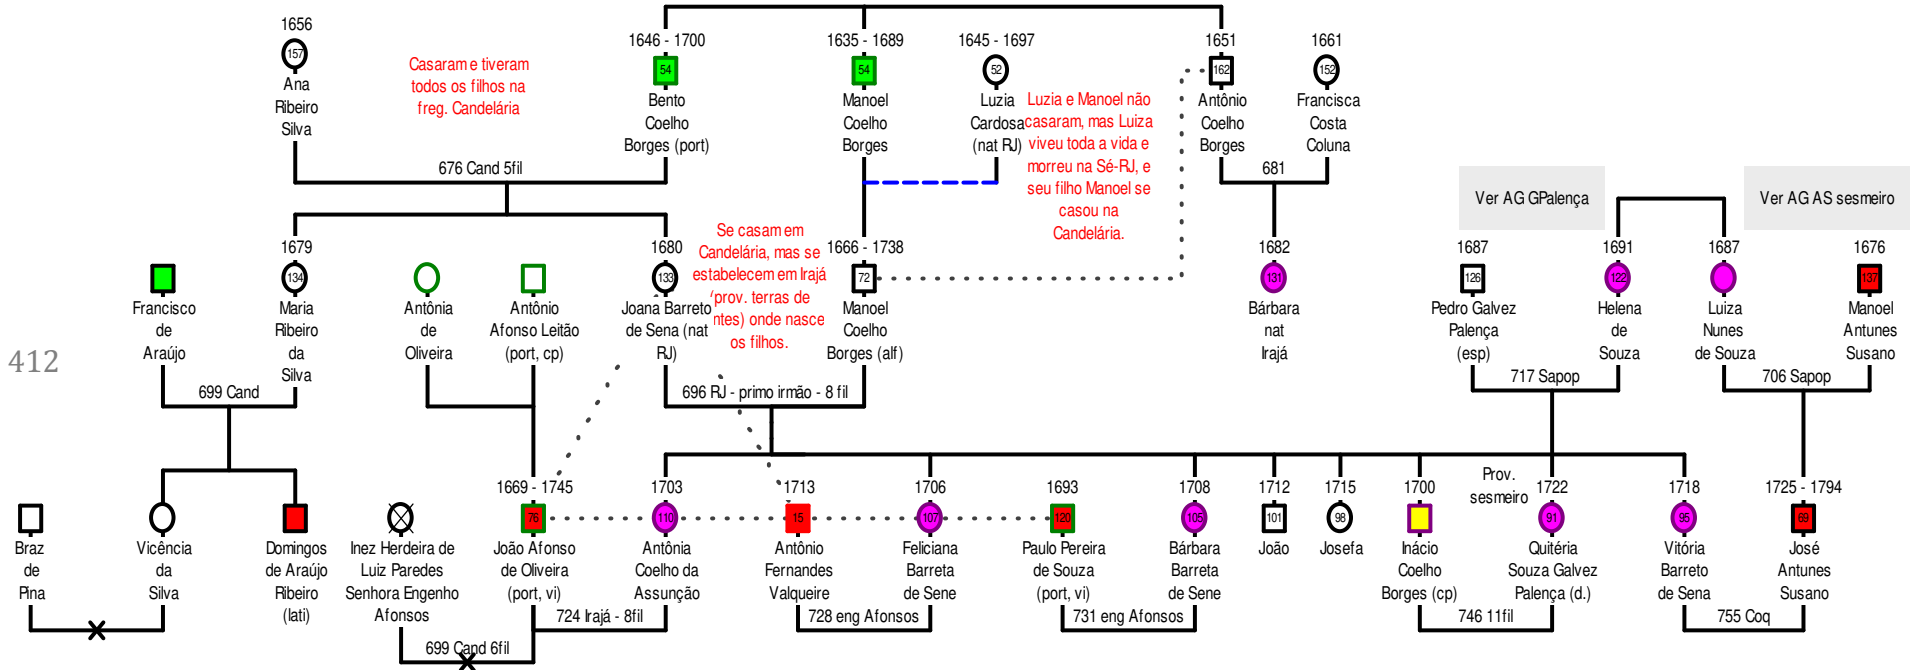 1656
157
Ana
Ribeiro
Silva
Casaram e tiveram
todos os filhos na
freg. Candelária
1646 - 1700
54
Bento
Coelho
Borges (port)
1635 - 1689
54
Manoel
Coelho
Borges
1645 - 1697
52
Luzia
Cardosa
(nat RJ)
Luzia e Manoel não
casaram, mas Luiza
viveu toda a vida e
morreu na Sé-RJ, e
seu filho Manoel se
casou na
Candelária.
1651
162
Antônio
Coelho
Borges
1661
152
Francisca
Costa
Coluna
676 Cand 5fil
681
Ver AG GPalença
Ver AG AS sesmeiro
Francisco
de
Araújo
1679
134
Maria
Ribeiro
da
Silva
Antônia
de
Oliveira
Antônio
Afonso Leitão
(port, cp)
1680
133
Joana Barreto
de Sena (nat
RJ)
Se casam em
Candelária, mas se
estabelecem em Irajá
prov. terras de
ntes) onde nasce
os filhos.
1666 - 1738
72
Manoel
Coelho
Borges (alf)
1682
131
Bárbara
nat
Irajá
1687
126
Pedro Galvez
Palença
(esp)
1691
122
Helena
de
Souza
1687
Luiza
Nunes
de Souza
1676
137
Manoel
Antunes
Susano
412
699 Cand
696 RJ - primo irmão - 8 fil
717 Sapop
706 Sapop
Braz
de
Pina
Vicência
da
Silva
Domingos
de Araújo
Ribeiro
(lati)
Inez Herdeira de
Luiz Paredes
Senhora Engenho
Afonsos
1669 - 1745
76
João Afonso
de Oliveira
(port, vi)
1703
110
Antônia
Coelho da
Assunção
1713
15
Antônio
Fernandes
Valqueire
1706
107
Feliciana
Barreta
de Sene
1693
120
Paulo Pereira
de Souza
(port, vi)
1708
105
Bárbara
Barreta
de Sene
1712
101
João
1715
98
Josefa
1700
Inácio
Coelho
Borges (cp)
Prov.
sesmeiro
1722
91
Quitéria
Souza Galvez
Palença (d.)
1718
95
Vitória
Barreto
de Sena
1725 - 1794
69
José
Antunes
Susano
699 Cand 6fil
724 Irajá - 8fil
728 eng Afonsos
731 eng Afonsos
746 11fil
755 Coq